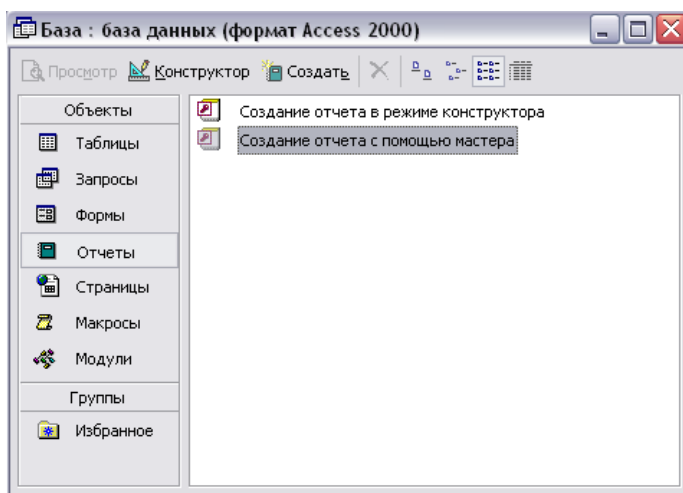 База : база данных (формат Access 2000)
Просмотр Конструктор Создать
Объекты
Таблицы
Запросы
Формы
Отчеты
Страницы
Макросы
Модули
Группы
Избранное
Создание отчета в режиме конструктора
Создание отчета с помощью мастера